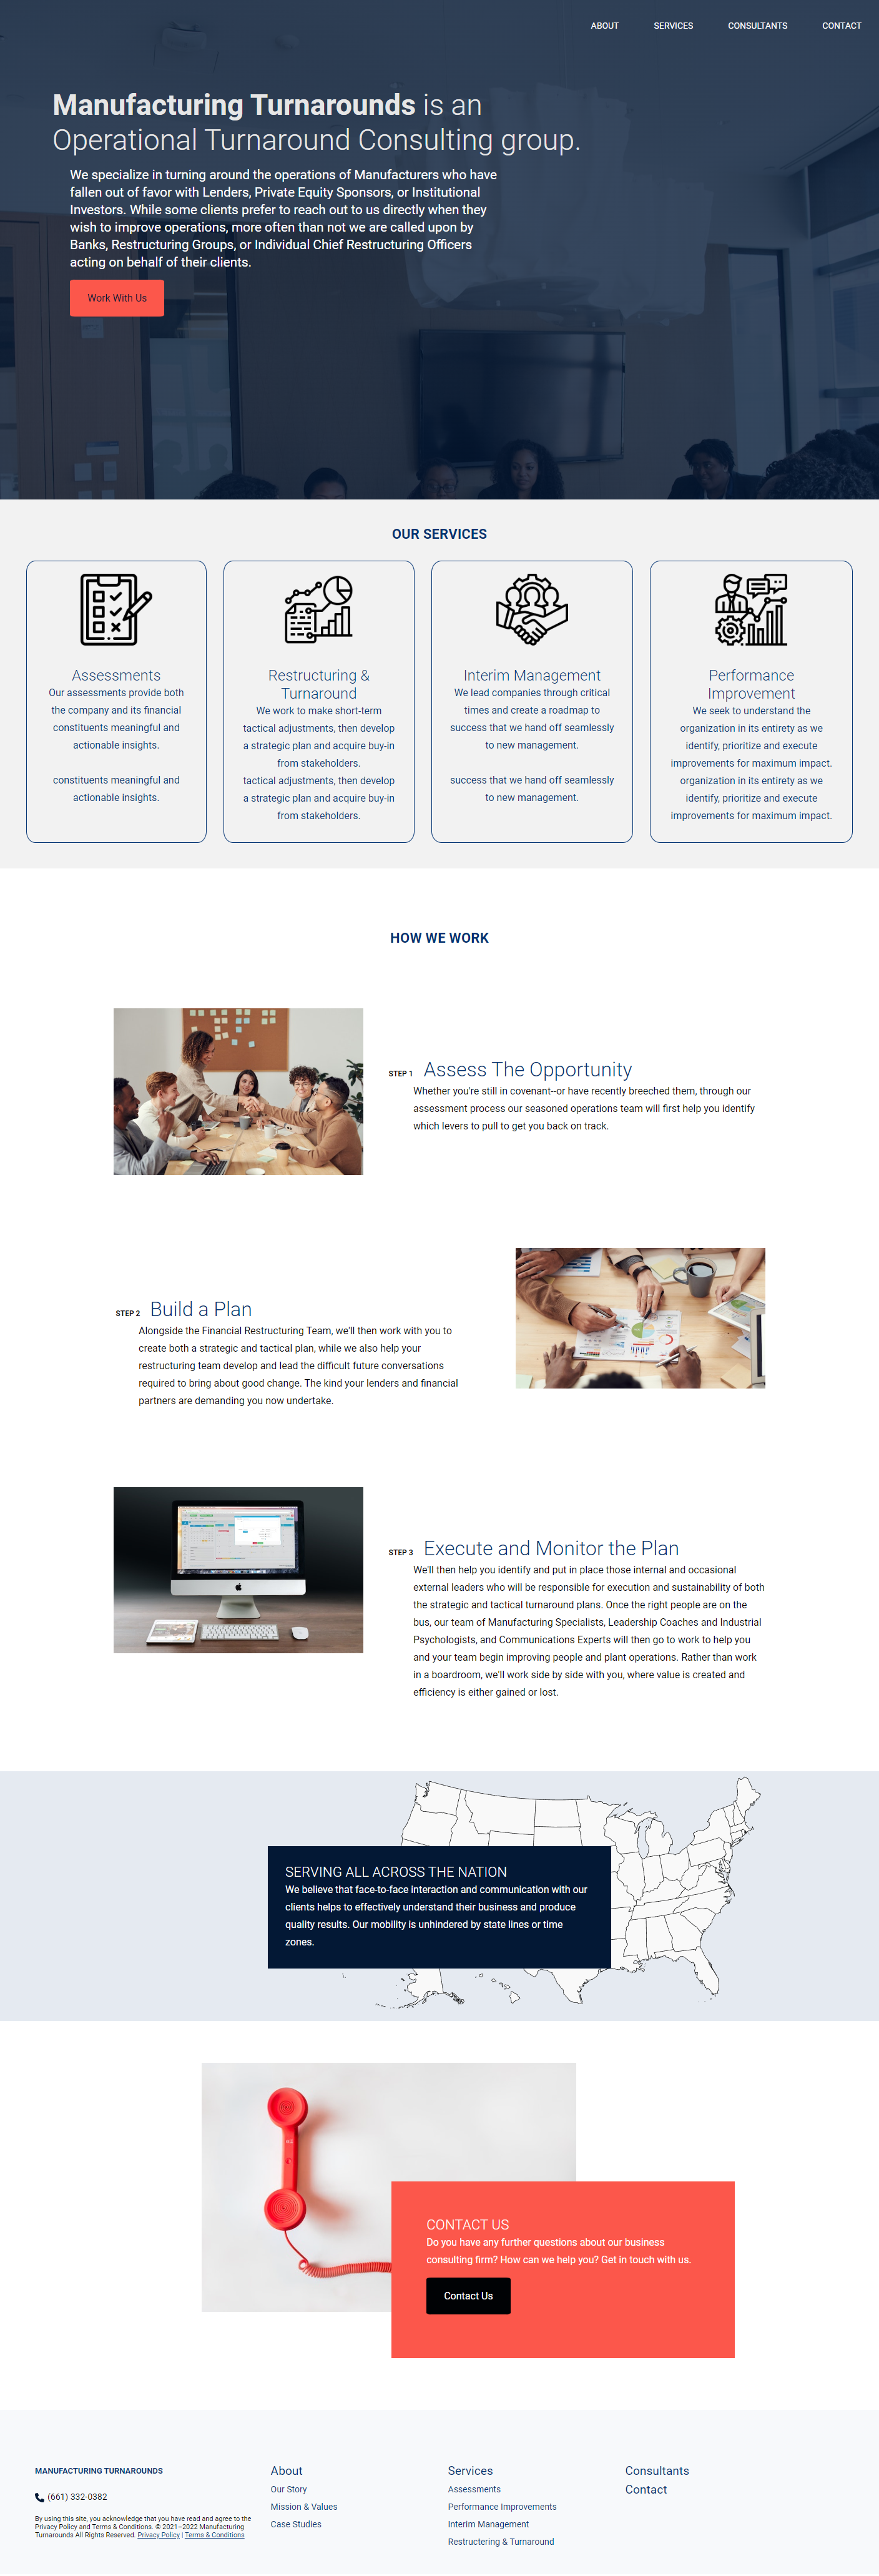 ABOUT SERVICES CONSULTANTS CONTACT
Manufacturing Turnarounds is an
Operational Turnaround Consulting group.
We specialize in turning around the operations of Manufacturers who have
fallen out of favor with Lenders, Private Equity Sponsors, or Institutional
Investors. While some clients prefer to reach out to us directly when they
wish to improve operations, more often than not we are called upon by
Banks, Restructuring Groups, or Individual Chief Restructuring Officers
acting on behalf of their clients.
Work With Us
OUR SERVICES
Assessments
Our assessments provide both
the company and its financial
constituents meaningful and
actionable insights.
constituents meaningful and
actionable insights.
Restructuring &
Turnaround
We work to make short-term
tactical adjustments, then develop
a strategic plan and acquire buy-in
from stakeholders.
tactical adjustments, then develop
a strategic plan and acquire buy-in
from stakeholders.
Interim Management
We lead companies through critical
times and create a roadmap to
success that we hand off seamlessly
to new management.
success that we hand off seamlessly
to new management.
Performance
Improvement
We seek to understand the
organization in its entirety as we
identify, prioritize and execute
improvements for maximum impact.
organization in its entirety as we
identify, prioritize and execute
improvements for maximum impact.
HOW WE WORK
STEP 1 Assess The Opportunity
Whether you're still in covenant--or have recently breeched them, through our
assessment process our seasoned operations team will first help you identify
which levers to pull to get you back on track.
STEP 2 Build a Plan
Alongside the Financial Restructuring Team, we'll then work with you to
create both a strategic and tactical plan, while we also help your
restructuring team develop and lead the difficult future conversations
required to bring about good change. The kind your lenders and financial
partners are demanding you now undertake.
STEP 3 Execute and Monitor the Plan
We'll then help you identify and put in place those internal and occasional
external leaders who will be responsible for execution and sustainability of both
the strategic and tactical turnaround plans. Once the right people are on the
bus, our team of Manufacturing Specialists, Leadership Coaches and Industrial
Psychologists, and Communications Experts will then go to work to help you
and your team begin improving people and plant operations. Rather than work
in a boardroom, we'll work side by side with you, where value is created and
efficiency is either gained or lost.
SERVING ALL ACROSS THE NATION
We believe that face-to-face interaction and communication with our
clients helps to effectively understand their business and produce
quality results. Our mobility is unhindered by state lines or time
zones.
CONTACT US
Do you have any further questions about our business
consulting firm? How can we help you? Get in touch with us.
Contact Us
MANUFACTURING TURNAROUNDS
(661) 332-0382
By using this site, you acknowledge that you have read and agree to the
Privacy Policy and Terms & Conditions. © 2021–2022 Manufacturing
Turnarounds All Rights Reserved. Privacy Policy | Terms & Conditions
About
Our Story
Mission & Values
Case Studies
Services
Assessments
Performance Improvements
Interim Management
Restructering & Turnaround
Consultants
Contact